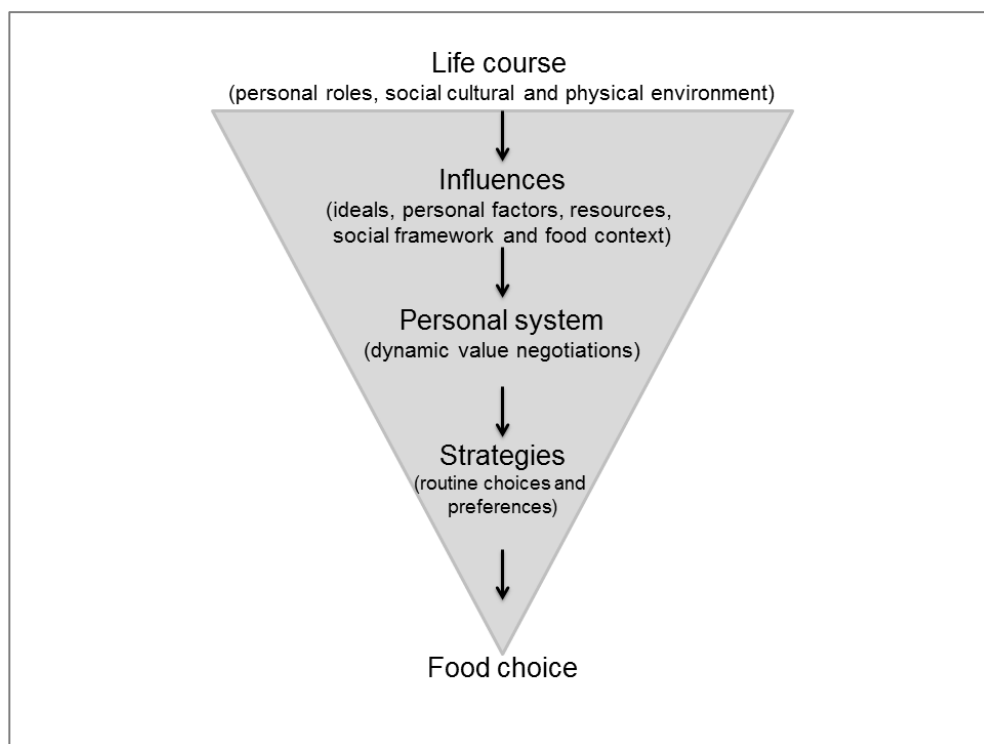 Life course
(personal roles, social cultural and physical environment)
Influences
(ideals, personal factors, resources,
social framework and food context)
Personal system
(dynamic value negotiations)
Strategies
(routine choices and
preferences)
Food choice